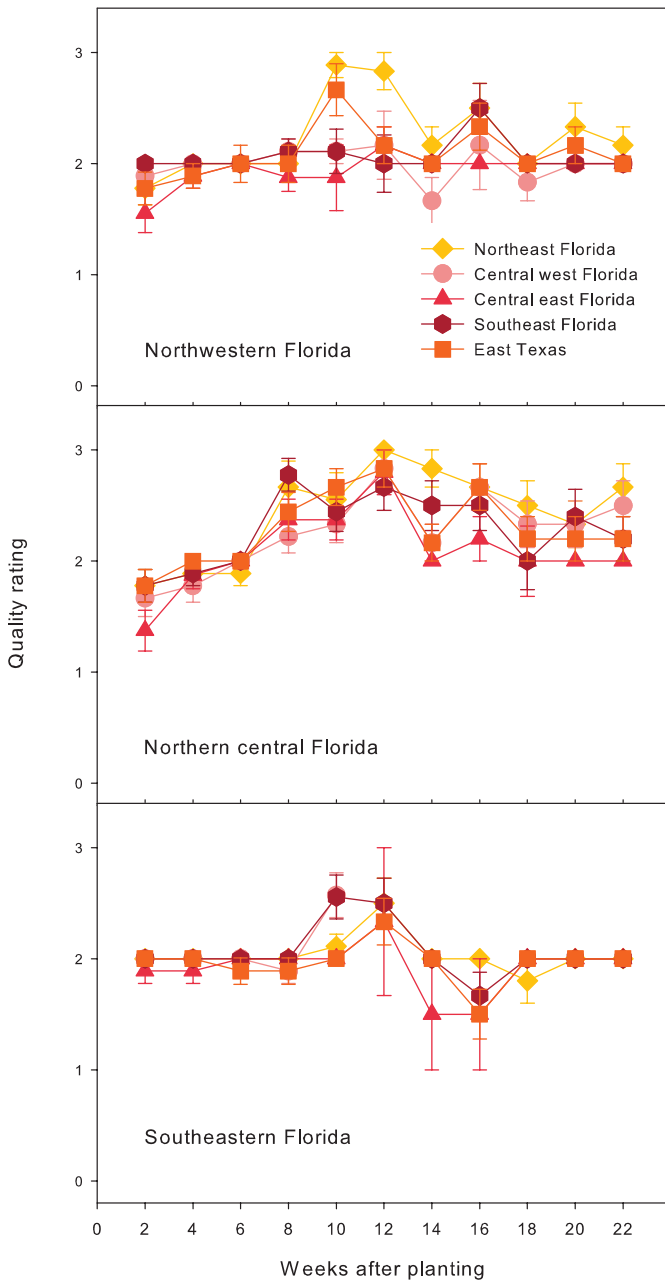 3
2
1
0
Northeast Florida
Central west Florida
Central east Florida
Southeast Florida
East Texas
Northwestern Florida
3
2
1
0
Northern central Florida
Quality rating
3
2
1
0
Southeastern Florida
0 2 4 6 8 10 12 14 16 18 20 22
Weeks after planting